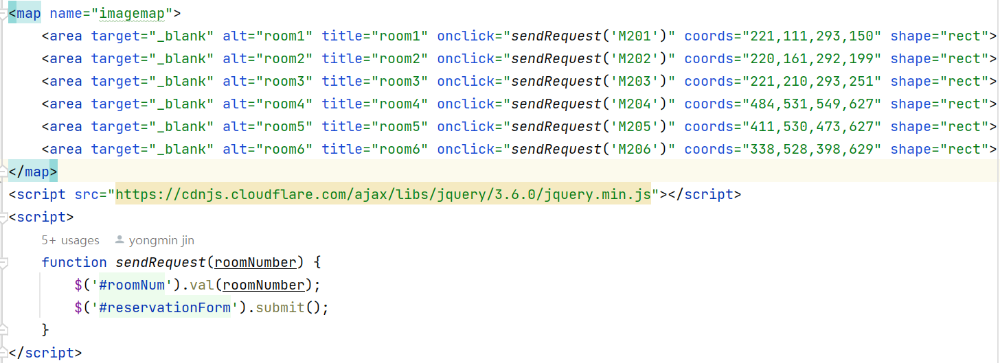 <map name="imagemap">
    <area target="_blank" alt="room1" title="room1" onclick="sendRequest('M201')" coords="221,111,293,150" shape="rect">
    <area target="_blank" alt="room2" title="room2" onclick="sendRequest('M202')" coords="220,161,292,199" shape="rect">
    <area target="_blank" alt="room3" title="room3" onclick="sendRequest('M203')" coords="221,210,293,251" shape="rect">
    <area target="_blank" alt="room4" title="room4" onclick="sendRequest('M204')" coords="484,531,549,627" shape="rect">
    <area target="_blank" alt="room5" title="room5" onclick="sendRequest('M205')" coords="411,530,473,627" shape="rect">
    <area target="_blank" alt="room6" title="room6" onclick="sendRequest('M206')" coords="338,528,398,629" shape="rect">
</map>
<script src="https://cdnjs.cloudflare.com/ajax/libs/jquery/3.6.0/jquery.min.js"></script>
<script>
    5+ usages yongmin jin
    function sendRequest(roomNumber) {
        $('#roomNum').val(roomNumber);
        $('#reservationForm').submit();
    }
</script>